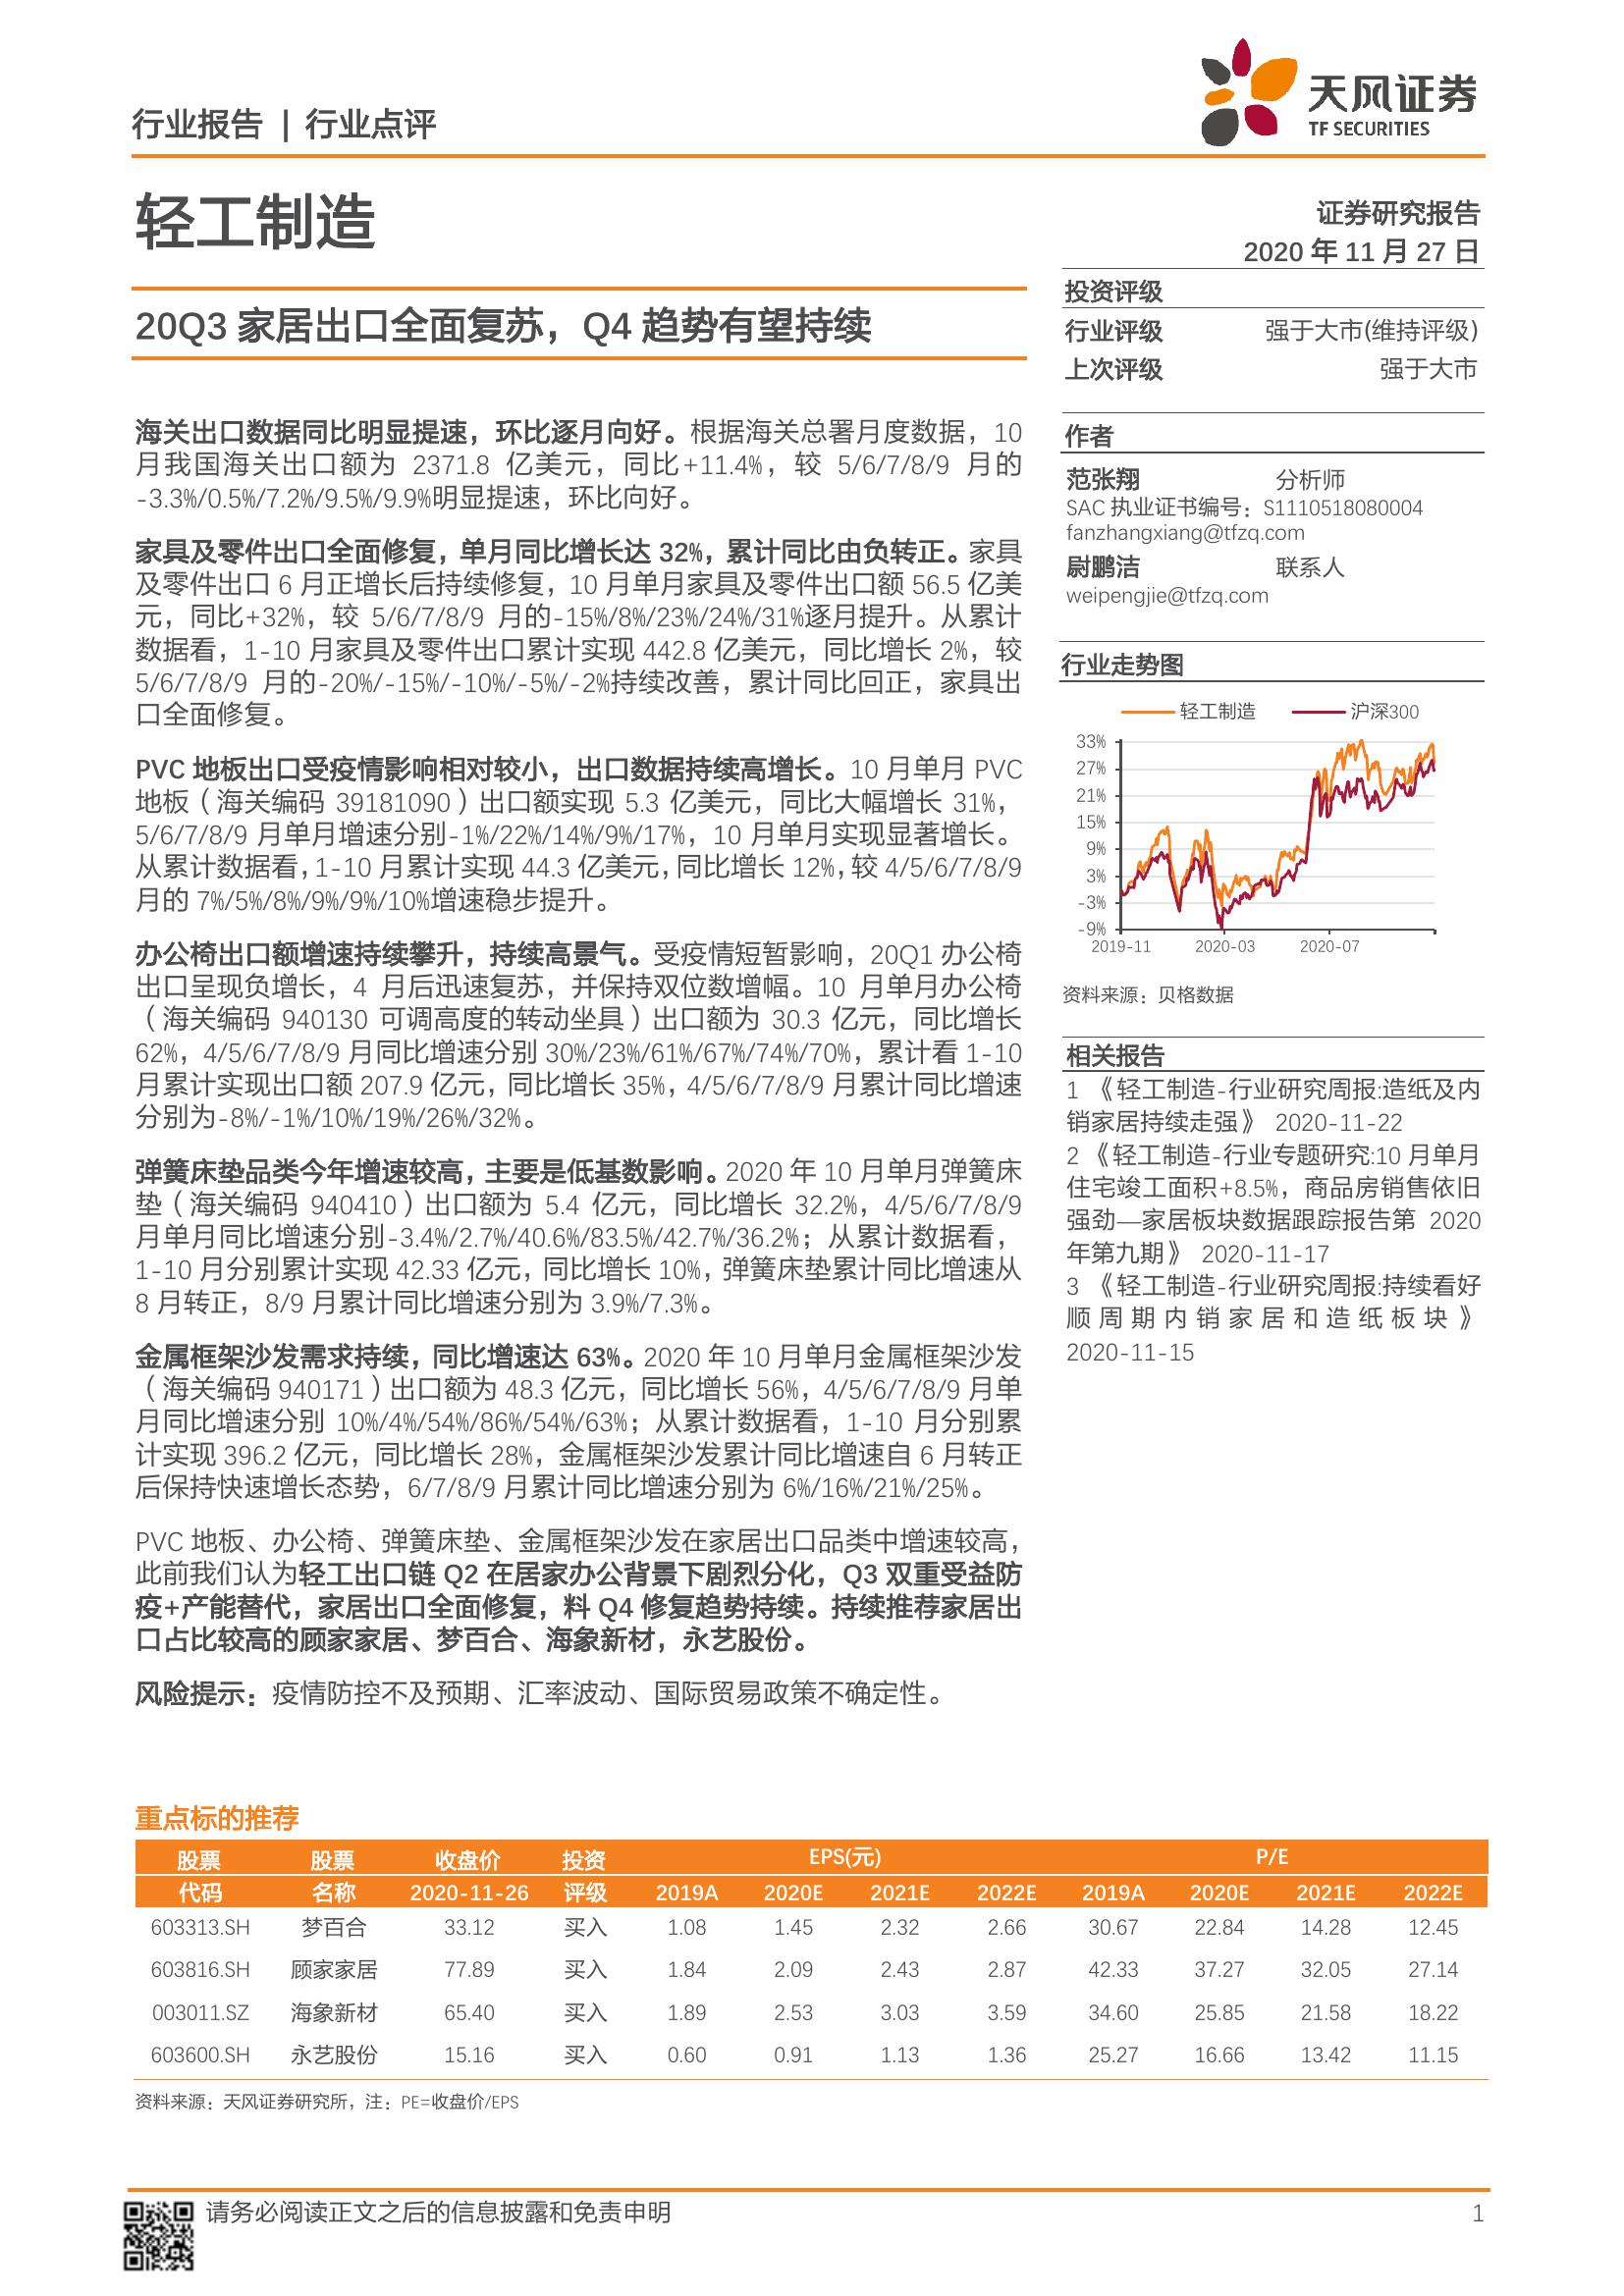 行业报告 | 行业点评
天风证券
TF SECURITIES
轻工制造
证券研究报告
2020 年 11 月 27 日
20Q3 家居出口全面复苏，Q4 趋势有望持续
海关出口数据同比明显提速，环比逐月向好。根据海关总署月度数据，10
月我国海关出口额为 2371.8 亿美元，同比+11.4%，较 5/6/7/8/9 月的
-3.3%/0.5%/7.2%/9.5%/9.9%明显提速，环比向好。
家具及零件出口全面修复，单月同比增长达 32%，累计同比由负转正。家具
及零件出口 6 月正增长后持续修复，10 月单月家具及零件出口额 56.5 亿美
元，同比+32%，较 5/6/7/8/9 月的-15%/8%/23%/24%/31%逐月提升。从累计
数据看，1-10 月家具及零件出口累计实现 442.8 亿美元，同比增长 2%，较
5/6/7/8/9 月的-20%/-15%/-10%/-5%/-2%持续改善，累计同比回正，家具出
口全面修复。
PVC 地板出口受疫情影响相对较小，出口数据持续高增长。10 月单月 PVC
地板（海关编码 39181090）出口额实现 5.3 亿美元，同比大幅增长 31%，
5/6/7/8/9 月单月增速分别-1%/22%/14%/9%/17%，10 月单月实现显著增长。
从累计数据看，1-10 月累计实现 44.3 亿美元，同比增长 12%，较 4/5/6/7/8/9
月的 7%/5%/8%/9%/9%/10%增速稳步提升。
办公椅出口额增速持续攀升，持续高景气。受疫情短暂影响，20Q1 办公椅
出口呈现负增长，4 月后迅速复苏，并保持双位数增幅。10 月单月办公椅
（海关编码 940130 可调高度的转动坐具）出口额为 30.3 亿元，同比增长
62%，4/5/6/7/8/9 月同比增速分别 30%/23%/61%/67%/74%/70%，累计看 1-10
月累计实现出口额 207.9 亿元，同比增长 35%，4/5/6/7/8/9 月累计同比增速
分别为-8%/-1%/10%/19%/26%/32%。
弹簧床垫品类今年增速较高，主要是低基数影响。2020 年 10 月单月弹簧床
垫（海关编码 940410）出口额为 5.4 亿元，同比增长 32.2%，4/5/6/7/8/9
月单月同比增速分别-3.4%/2.7%/40.6%/83.5%/42.7%/36.2%；从累计数据看，
1-10 月分别累计实现 42.33 亿元，同比增长 10%，弹簧床垫累计同比增速从
8 月转正，8/9 月累计同比增速分别为 3.9%/7.3%。
金属框架沙发需求持续，同比增速达 63%。2020 年 10 月单月金属框架沙发
（海关编码 940171）出口额为 48.3 亿元，同比增长 56%，4/5/6/7/8/9 月单
月同比增速分别 10%/4%/54%/86%/54%/63%；从累计数据看，1-10 月分别累
计实现 396.2 亿元，同比增长 28%，金属框架沙发累计同比增速自 6 月转正
后保持快速增长态势，6/7/8/9 月累计同比增速分别为 6%/16%/21%/25%。
PVC 地板、办公椅、弹簧床垫、金属框架沙发在家居出口品类中增速较高，
此前我们认为轻工出口链 Q2 在居家办公背景下剧烈分化，Q3 双重受益防
疫+产能替代，家居出口全面修复，料 Q4 修复趋势持续。持续推荐家居出
口占比较高的顾家家居、梦百合、海象新材，永艺股份。
风险提示：疫情防控不及预期、汇率波动、国际贸易政策不确定性。
投资评级
行业评级 强于大市(维持评级)
上次评级 强于大市
作者
范张翔 分析师
SAC 执业证书编号：S1110518080004
fanzhangxiang@tfzq.com
尉鹏洁 联系人
weipengjie@tfzq.com
行业走势图
轻工制造 沪深300
33%
27%
21%
15%
9%
3%
-3%
-9%
2019-11 2020-03 2020-07
资料来源：贝格数据
相关报告
1 《轻工制造-行业研究周报:造纸及内
销家居持续走强》 2020-11-22
2 《轻工制造-行业专题研究:10 月单月
住宅竣工面积+8.5%，商品房销售依旧
强劲—家居板块数据跟踪报告第 2020
年第九期》 2020-11-17
3 《轻工制造-行业研究周报:持续看好
顺周期内销家居和造纸板块》
2020-11-15
重点标的推荐
股票 股票 收盘价 投资 EPS(元) P/E
代码 名称 2020-11-26 评级 2019A 2020E 2021E 2022E 2019A 2020E 2021E 2022E
603313.SH 梦百合 33.12 买入 1.08 1.45 2.32 2.66 30.67 22.84 14.28 12.45
603816.SH 顾家家居 77.89 买入 1.84 2.09 2.43 2.87 42.33 37.27 32.05 27.14
003011.SZ 海象新材 65.40 买入 1.89 2.53 3.03 3.59 34.60 25.85 21.58 18.22
603600.SH 永艺股份 15.16 买入 0.60 0.91 1.13 1.36 25.27 16.66 13.42 11.15
资料来源：天风证券研究所，注：PE=收盘价/EPS
请务必阅读正文之后的信息披露和免责申明 1